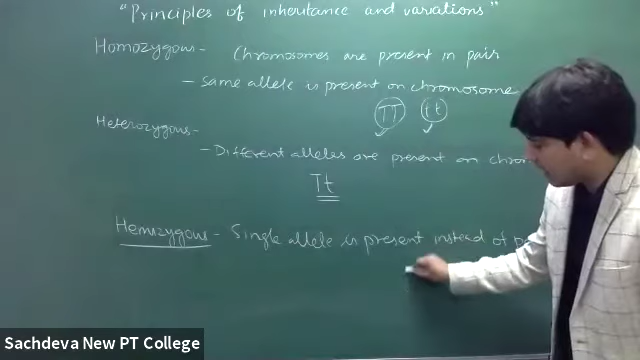 "Principles of inheritance and variations"
Homozygous - Chromosomes are present in pair
- Same allele is present on chromosome
TT tt
Heterozygous -
- Different alleles are present on
Tt
Hemizygous - Single allele is present instead of
Sachdeva New PT College